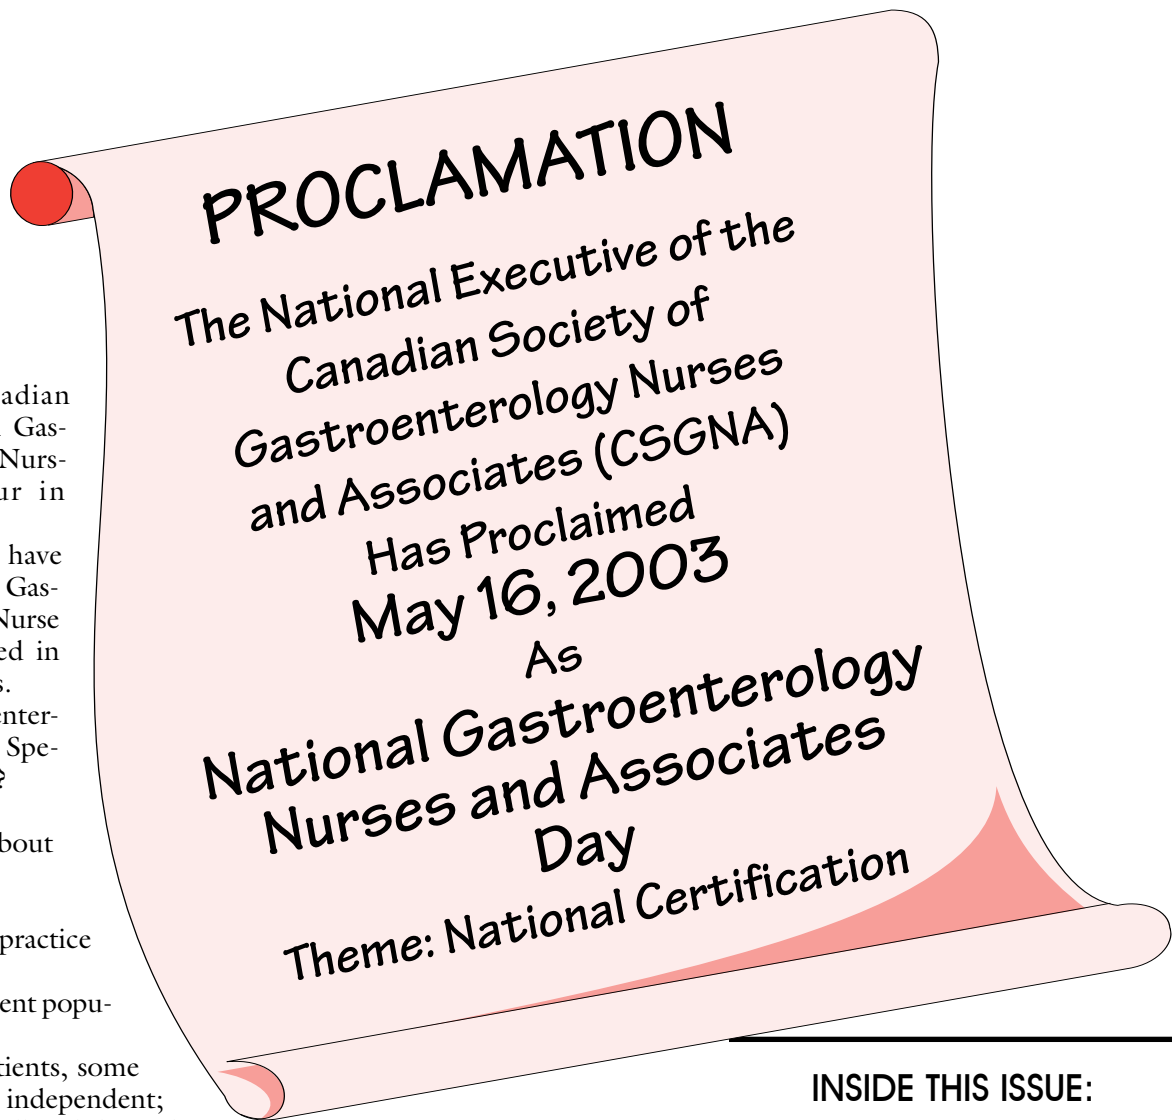 PROCLAMATION
The National Executive of the
Canadian Society of
Gastroenterology Nurses
and Associates (CSGNA)
Has Proclaimed
May 16, 2003
As
National Gastroenterology
Nurses and Associates
Day
Theme: National Certification
adian
Gas-
Nurs-
ur in
have
Gas-
Nurse
ed in
s.
enter-
Spe-
?
bout
practice
ent popu-
tients, some
independent;
INSIDE THIS ISSUE: